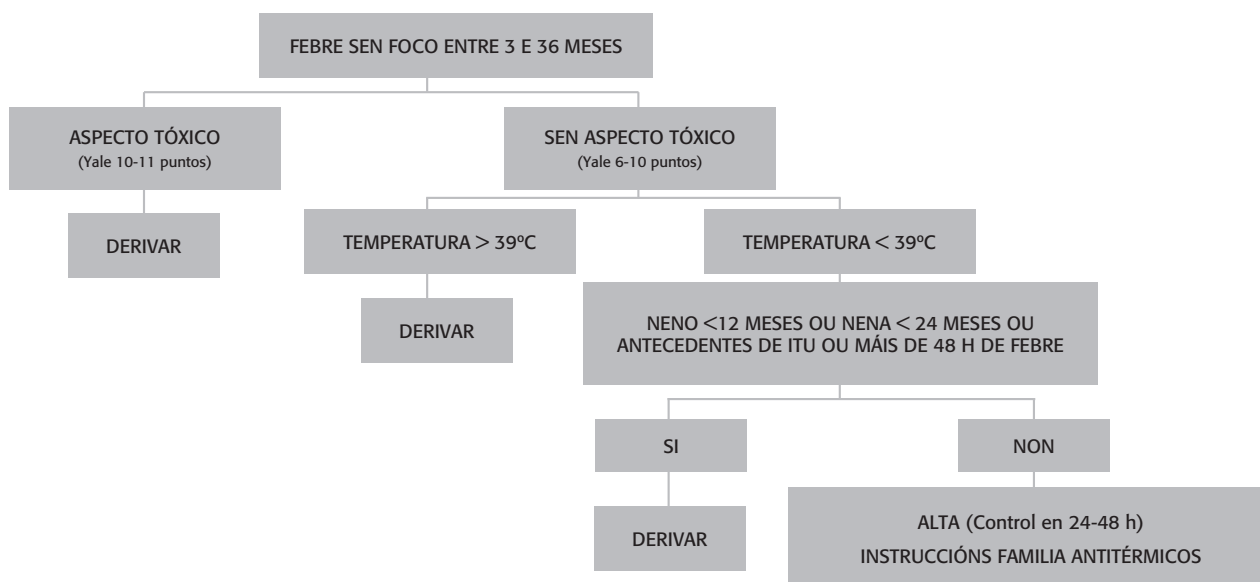 FEBRE SEN FOCO ENTRE 3 E 36 MESES
ASPECTO TÓXICO
(Yale 10-11 puntos)
SEN ASPECTO TÓXICO
(Yale 6-10 puntos)
DERIVAR
TEMPERATURA > 39ºC
TEMPERATURA < 39ºC
DERIVAR
NENO <12 MESES OU NENA < 24 MESES OU
ANTECEDENTES DE ITU OU MÁIS DE 48 H DE FEBRE
SI
NON
DERIVAR
ALTA (Control en 24-48 h)
INSTRUCCIÓNS FAMILIA ANTITÉRMICOS